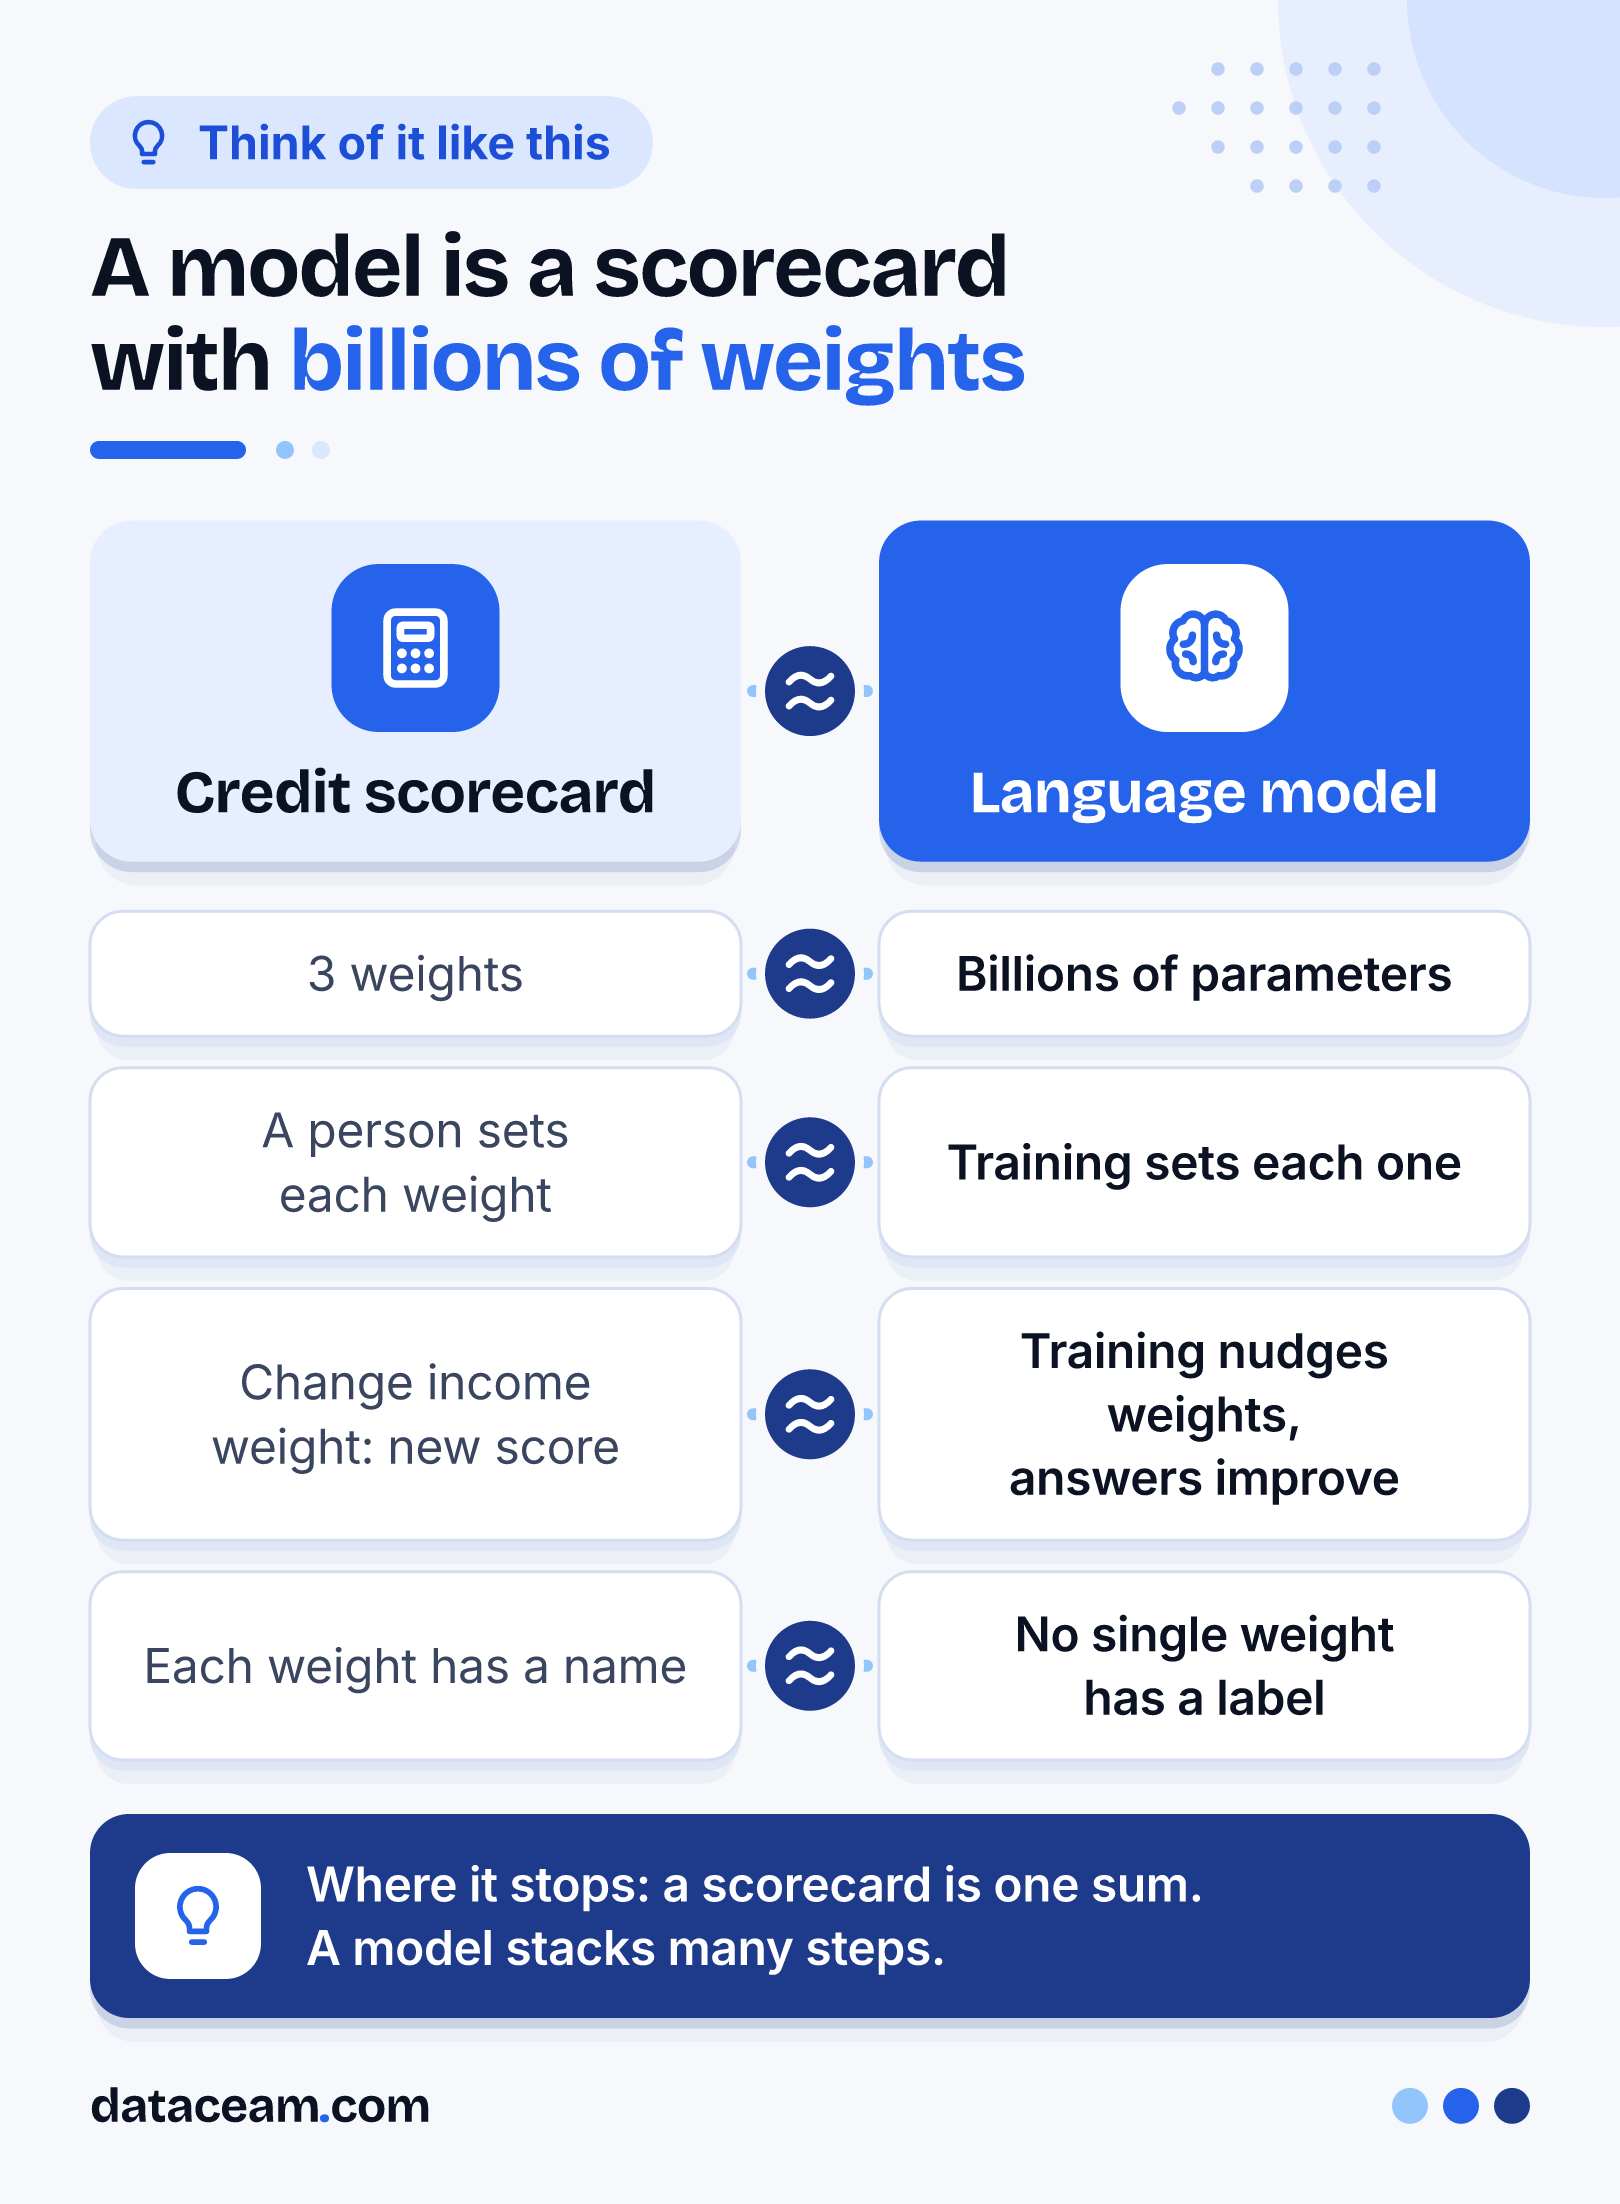 Think of it like this
A model is a scorecard
with billions of weights
Credit scorecard
Language model
3 weights
Billions of parameters
A person sets
each weight
Training sets each one
Change income
weight: new score
Training nudges
weights,
answers improve
Each weight has a name
No single weight
has a label
Where it stops: a scorecard is one sum.
A model stacks many steps.
dataceam.com